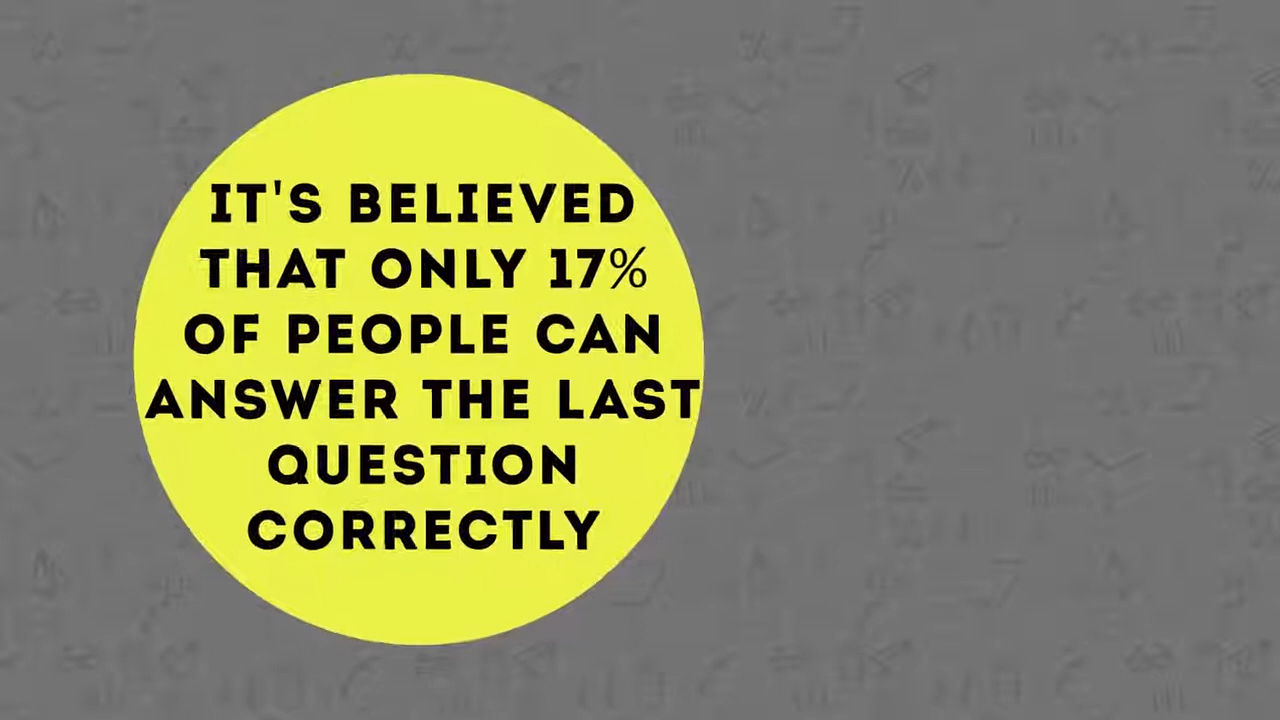 IT'S BELIEVED
THAT ONLY 17%
OF PEOPLE CAN
ANSWER THE LAST
QUESTION
CORRECTLY